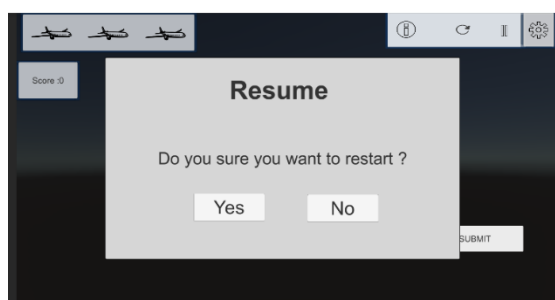 Score :0
Resume
Do you sure you want to restart ?
Yes No
SUBMIT